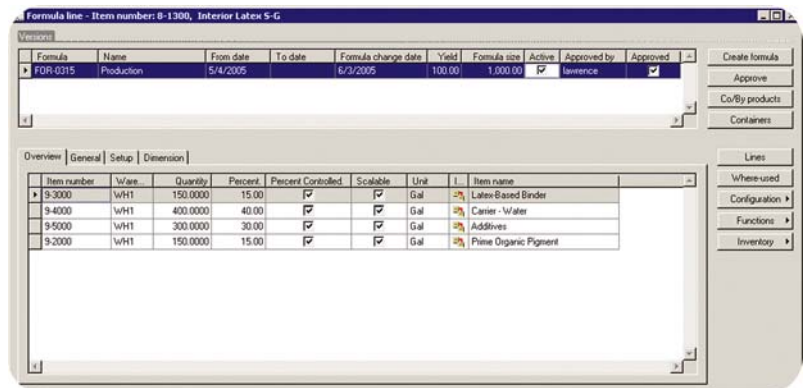 Formula line - Item number: 8-1300, Interior Latex S-G
Versions
Formula Name From date To date Formula change date Yield Formula size Active Approved by Approved
FOR-0315 Production 5/4/2005 6/3/2005 100.00 1,000.00 lawrence
Create formula
Approve
Co/By products
Containers
Overview General Setup Dimension
Item number Ware... Quantity Percent. Percent Controlled. Scalable Unit I... Item name
9-3000 WH1 150.0000 15.00 Gal Latex-Based Binder
9-4000 WH1 400.0000 40.00 Gal Carrier - Water
9-5000 WH1 300.0000 30.00 Gal Additives
9-2000 WH1 150.0000 15.00 Gal Prime Organic Pigment
Lines
Where-used
Configuration
Functions
Inventory